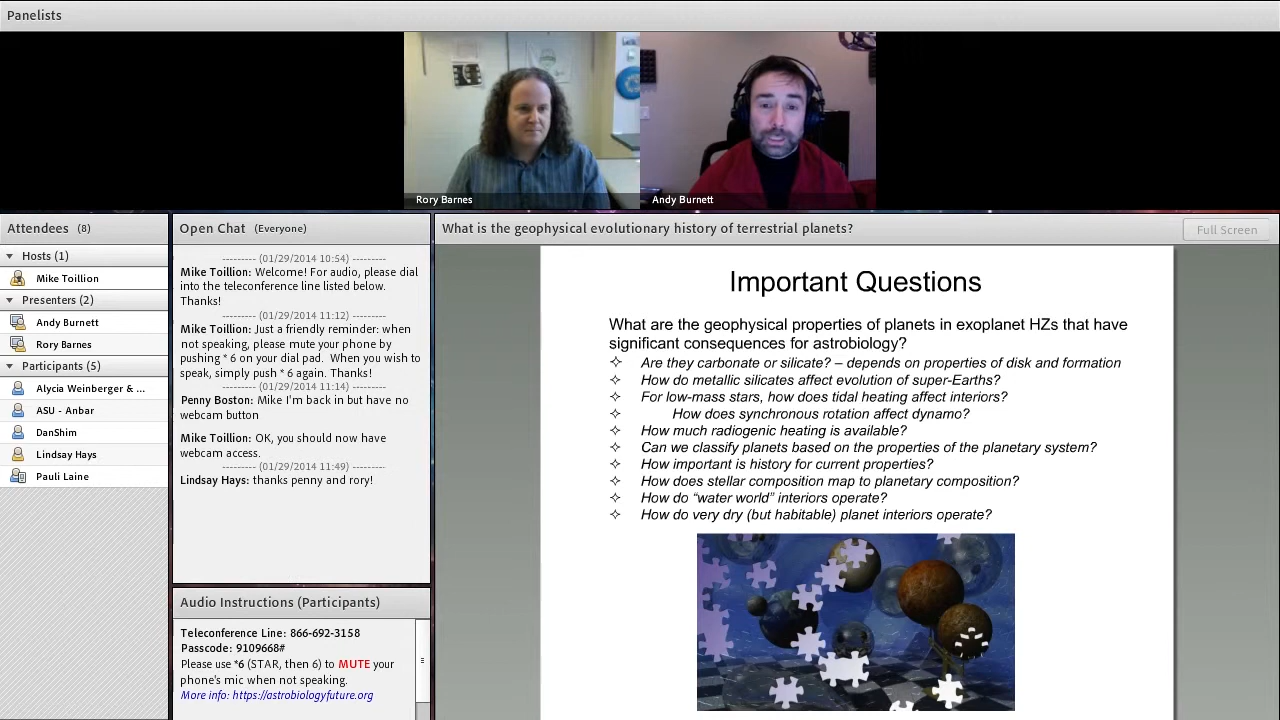 Panelists
Rory Barnes
Andy Burnett
Attendees (8)
Hosts (1)
Mike Toillion
Presenters (2)
Andy Burnett
Rory Barnes
Participants (5)
Alycia Weinberger & ...
ASU - Anbar
DanShim
Lindsay Hays
Pauli Laine
Open Chat (Everyone)
-------- (01/29/2014 10:54) --------
Mike Toillion: Welcome! For audio, please dial
into the teleconference line listed below.
Thanks!
-------- (01/29/2014 11:12) --------
Mike Toillion: Just a friendly reminder: when
not speaking, please mute your phone by
pushing * 6 on your dial pad. When you wish to
speak, simply push * 6 again. Thanks!
-------- (01/29/2014 11:14) --------
Penny Boston: Mike I'm back in but have no
webcam button
Mike Toillion: OK, you should now have
webcam access.
-------- (01/29/2014 11:49) --------
Lindsay Hays: thanks penny and rory!
Audio Instructions (Participants)
Teleconference Line: 866-692-3158
Passcode:
Please use *6 (star, then 6) to MUTE your
phone's mic when not speaking.
More info:
What is the geophysical evolutionary history of terrestrial planets?
Full Screen
Important Questions
What are the geophysical properties of planets in exoplanet HZs that have
significant consequences for astrobiology?
✧ Are they carbonate or silicate? – depends on properties of disk and formation
✧ How do metallic silicates affect evolution of super-Earths?
✧ For low-mass stars, how does tidal heating affect interiors?
✧ How does synchronous rotation affect dynamo?
✧ How much radiogenic heating is available?
✧ Can we classify planets based on the properties of the planetary system?
✧ How important is history for current properties?
✧ How does stellar composition map to planetary composition?
✧ How do “water world” interiors operate?
✧ How do very dry (but habitable) planet interiors operate?